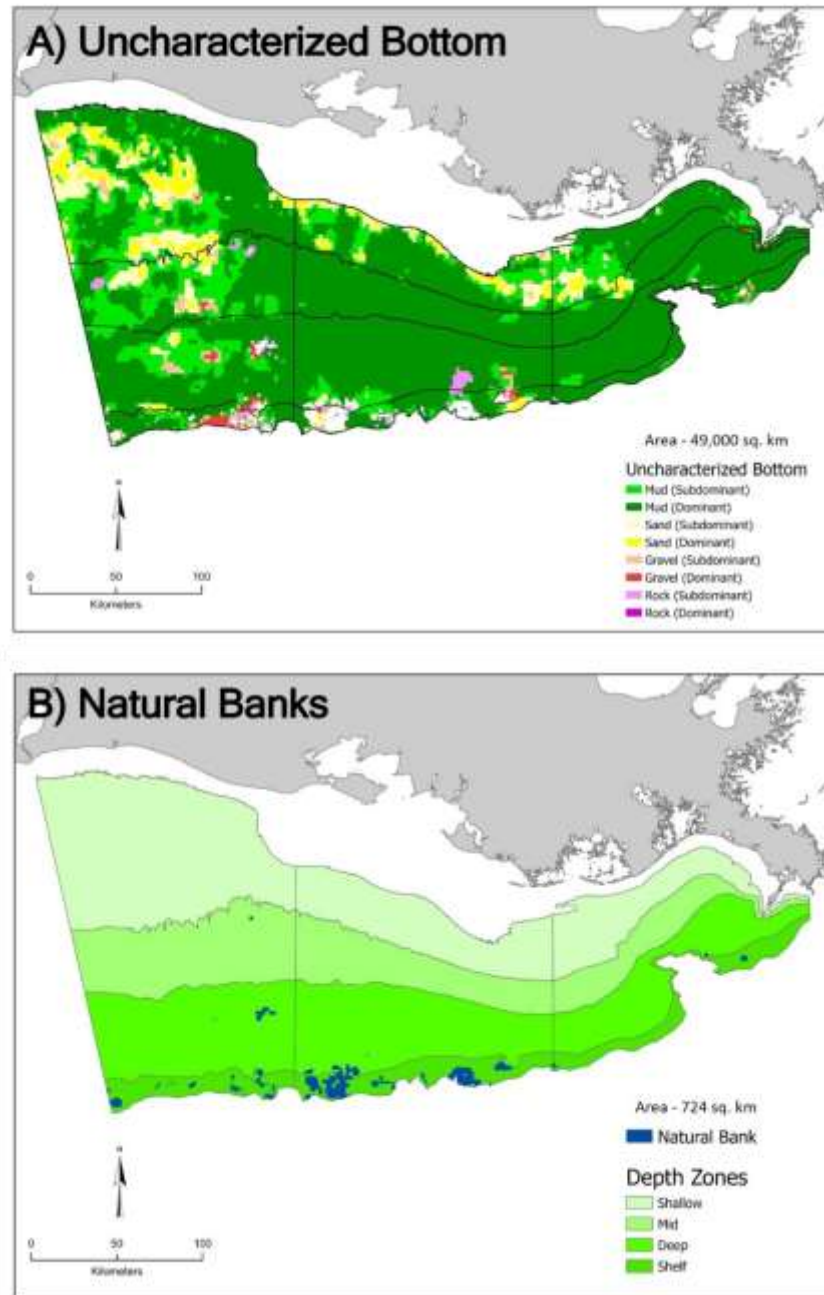 A) Uncharacterized Bottom
Area - 49,000 sq. km
Uncharacterized Bottom
Mud (Subdominant)
Mud (Dominant)
Sand (Subdominant)
Sand (Dominant)
Gravel (Subdominant)
Gravel (Dominant)
Rock (Subdominant)
Rock (Dominant)
0 50 100
Kilometers
B) Natural Banks
Area - 724 sq. km
Natural Bank
Depth Zones
Shallow
Mid
Deep
Shelf
0 50 100
Kilometers